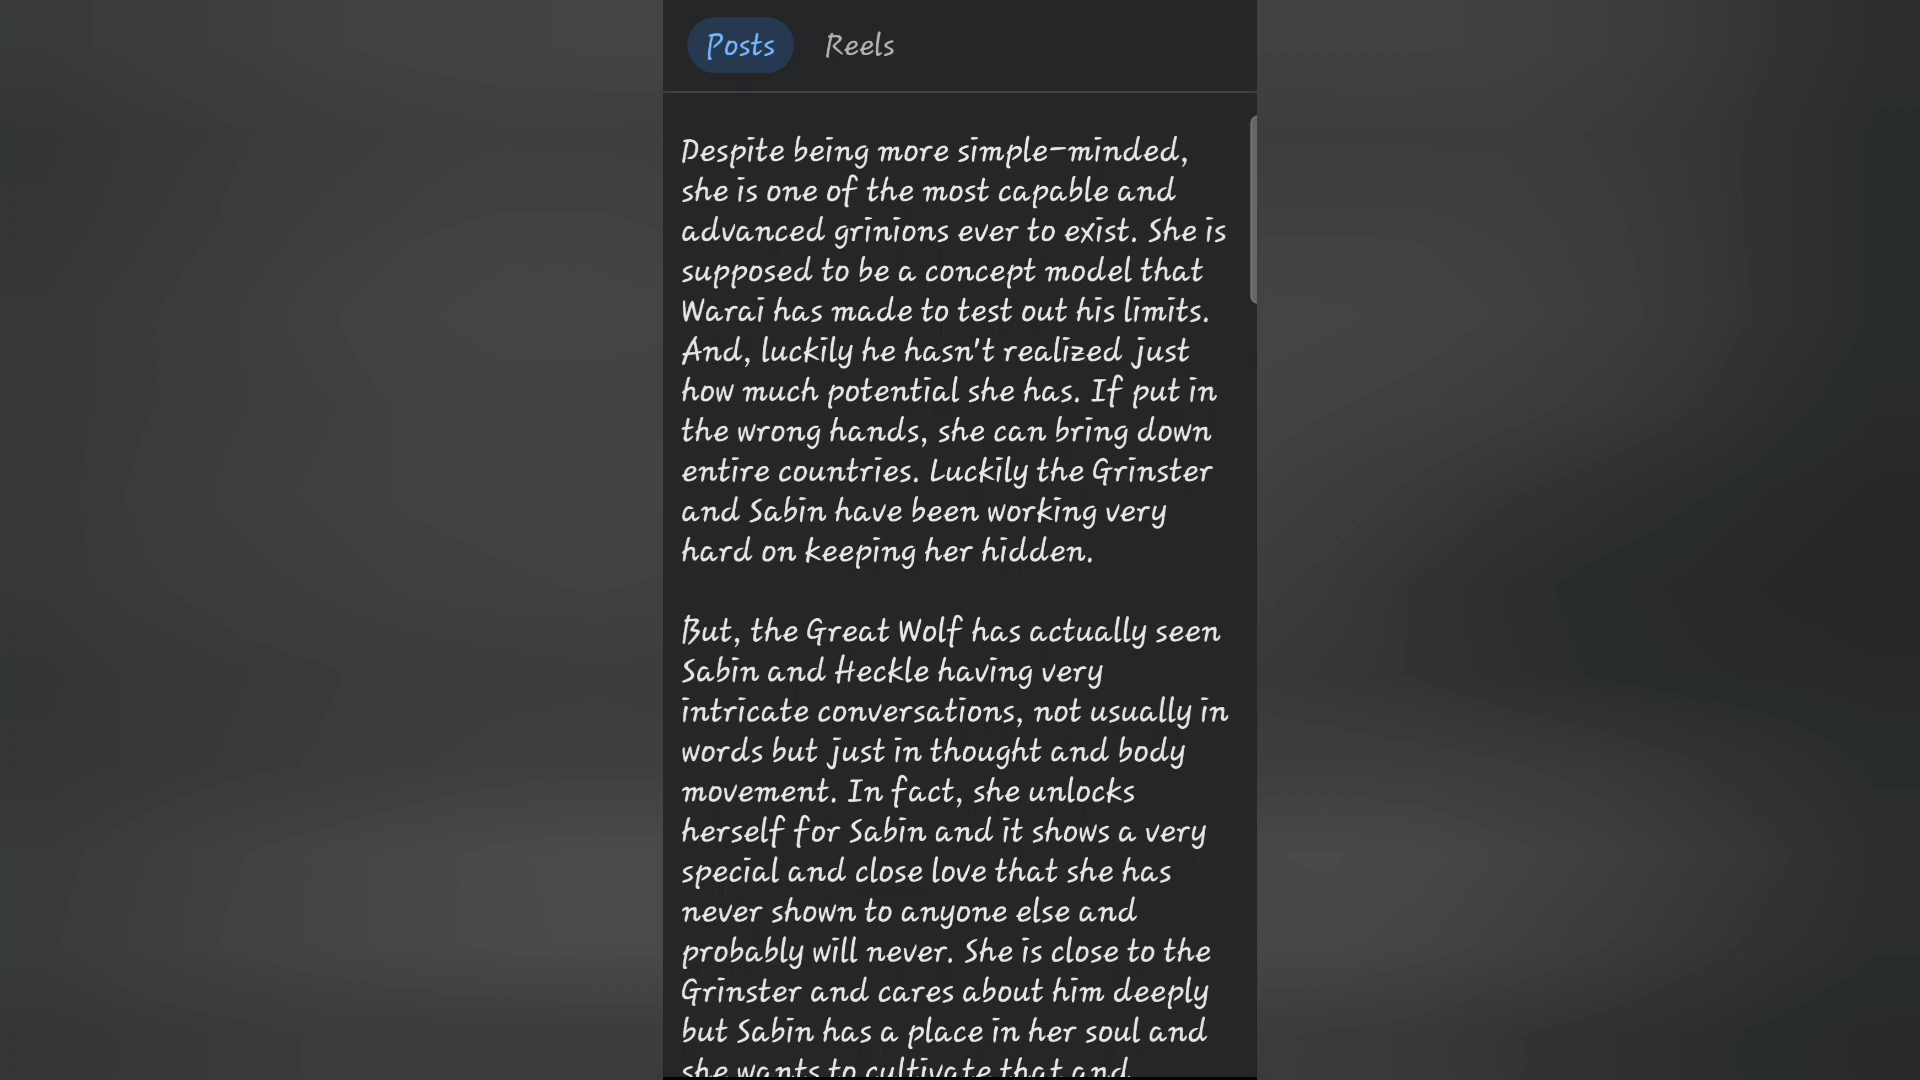 Posts Reels
Despite being more simple-minded,
she is one of the most capable and
advanced grinions ever to exist. She is
supposed to be a concept model that
Warai has made to test out his limits.
And, luckily he hasn't realized just
how much potential she has. If put in
the wrong hands, she can bring down
entire countries. Luckily the Grinster
and Sabin have been working very
hard on keeping her hidden.
But, the Great Wolf has actually seen
Sabin and Heckle having very
intricate conversations, not usually in
words but just in thought and body
movement. In fact, she unlocks
herself for Sabin and it shows a very
special and close love that she has
never shown to anyone else and
probably will never. She is close to the
Grinster and cares about him deeply
but Sabin has a place in her soul and
she wants to cultivate that and